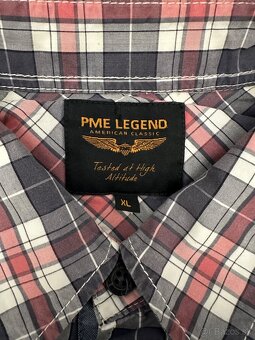 PME LEGEND
AMERICAN CLASSIC
Tested at High
Altitude
XL